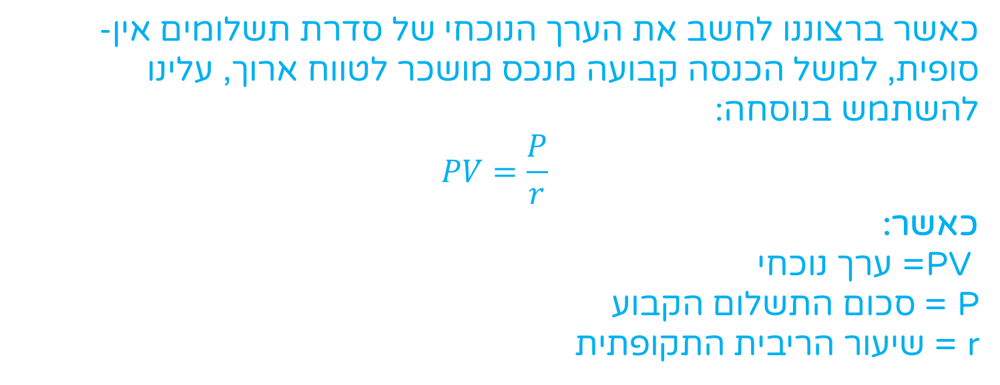 כאשר ברצוננו לחשב את הערך הנוכחי של סדרת תשלומים אין-
סופית, למשל הכנסה קבועה מנכס מושכר לטווח ארוך, עלינו
להשתמש בנוסחה:
PV = P/r
כאשר:
PV= ערך נוכחי
P = סכום התשלום הקבוע
r = שיעור הריבית התקופתית